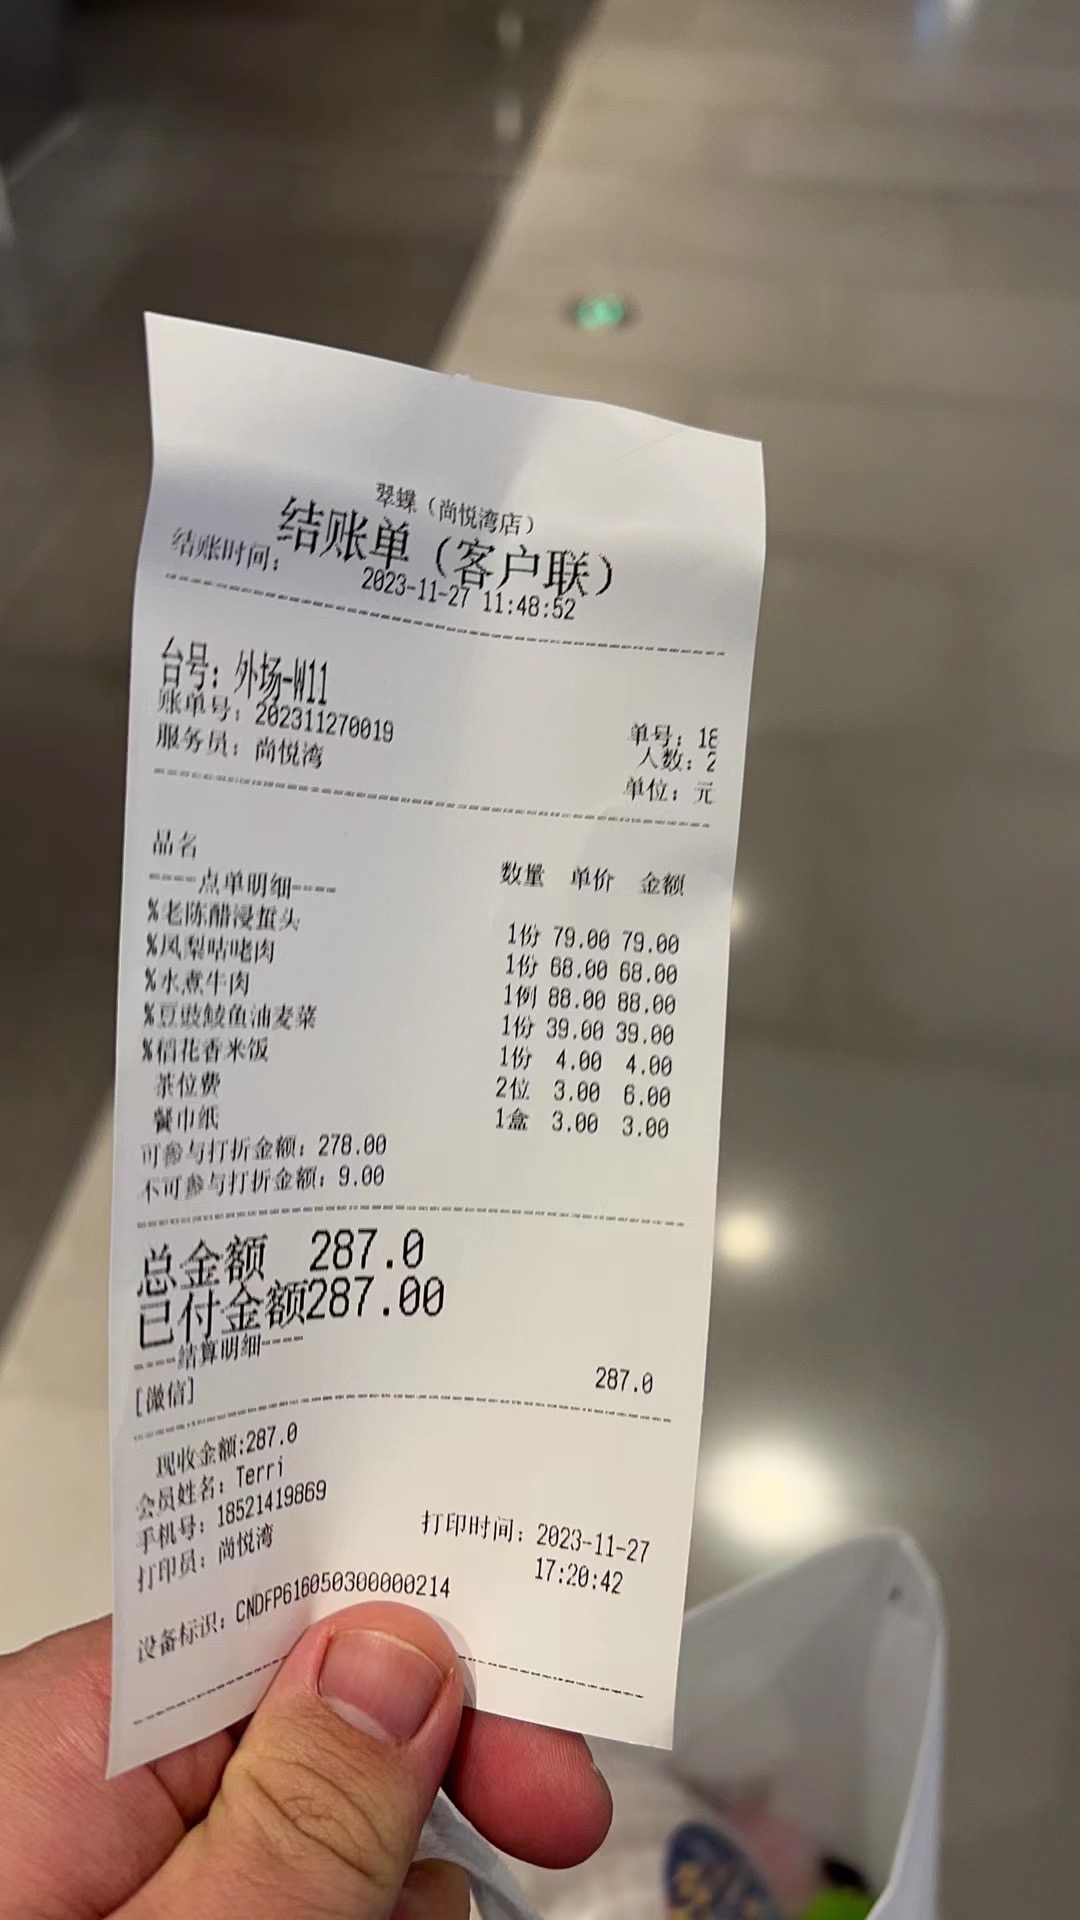 翠蝶（尚悦湾店）
结账单（客户联）
结账时间： 2023-11-27 11:48:52
台号：外场-W11
账单号：202311270019 单号：18
服务员：尚悦湾 人数：2
单位：元
品名 数量 单价 金额
----点单明细----
%老陈醋浸蜇头 1份 79.00 79.00
%凤梨咕咾肉 1份 68.00 68.00
%水煮牛肉 1例 88.00 88.00
%豆豉鲮鱼油麦菜 1份 39.00 39.00
%稻花香米饭 1份 4.00 4.00
茶位费 2位 3.00 6.00
餐巾纸 1盒 3.00 3.00
可参与打折金额：278.00
不可参与打折金额：9.00
总金额 287.0
已付金额287.00
----结算明细----
[微信] 287.0
现收金额:287.0
会员姓名：Terri
手机号：18521419869
打印员：尚悦湾 打印时间：2023-11-27
17:20:42
设备标识：CNDFP616050300000214